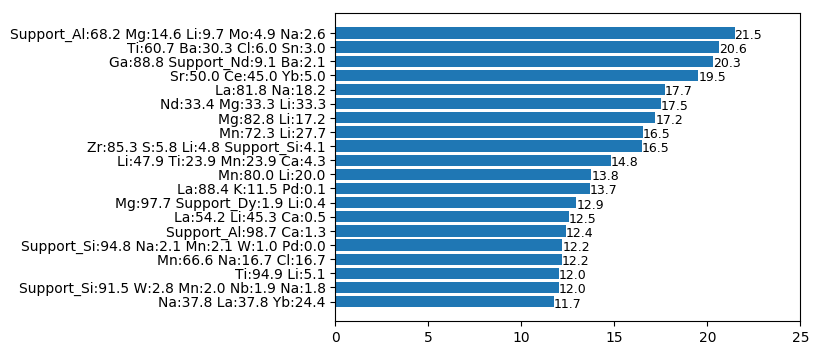 Support_Al:68.2 Mg:14.6 Li:9.7 Mo:4.9 Na:2.6 21.5
Ti:60.7 Ba:30.3 Cl:6.0 Sn:3.0 20.6
Ga:88.8 Support_Nd:9.1 Ba:2.1 20.3
Sr:50.0 Ce:45.0 Yb:5.0 19.5
La:81.8 Na:18.2 17.7
Nd:33.4 Mg:33.3 Li:33.3 17.5
Mg:82.8 Li:17.2 17.2
Mn:72.3 Li:27.7 16.5
Zr:85.3 S:5.8 Li:4.8 Support_Si:4.1 16.5
Li:47.9 Ti:23.9 Mn:23.9 Ca:4.3 14.8
Mn:80.0 Li:20.0 13.8
La:88.4 K:11.5 Pd:0.1 13.7
Mg:97.7 Support_Dy:1.9 Li:0.4 12.9
La:54.2 Li:45.3 Ca:0.5 12.5
Support_Al:98.7 Ca:1.3 12.4
Support_Si:94.8 Na:2.1 Mn:2.1 W:1.0 Pd:0.0 12.2
Mn:66.6 Na:16.7 Cl:16.7 12.2
Ti:94.9 Li:5.1 12.0
Support_Si:91.5 W:2.8 Mn:2.0 Nb:1.9 Na:1.8 12.0
Na:37.8 La:37.8 Yb:24.4 11.7
0 5 10 15 20 25